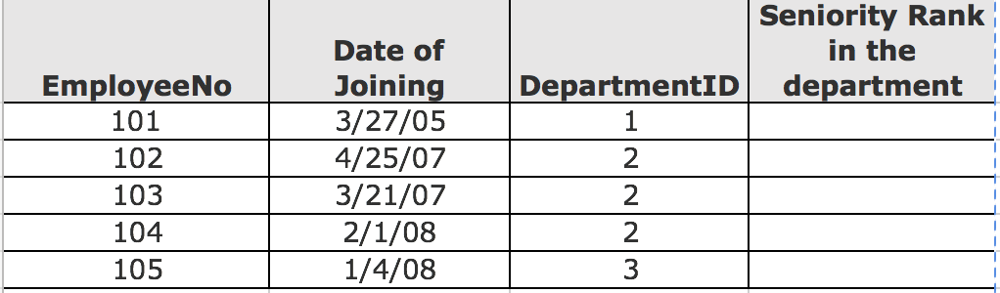 EmployeeNo Date of Joining DepartmentID Seniority Rank in the department
101 3/27/05 1
102 4/25/07 2
103 3/21/07 2
104 2/1/08 2
105 1/4/08 3